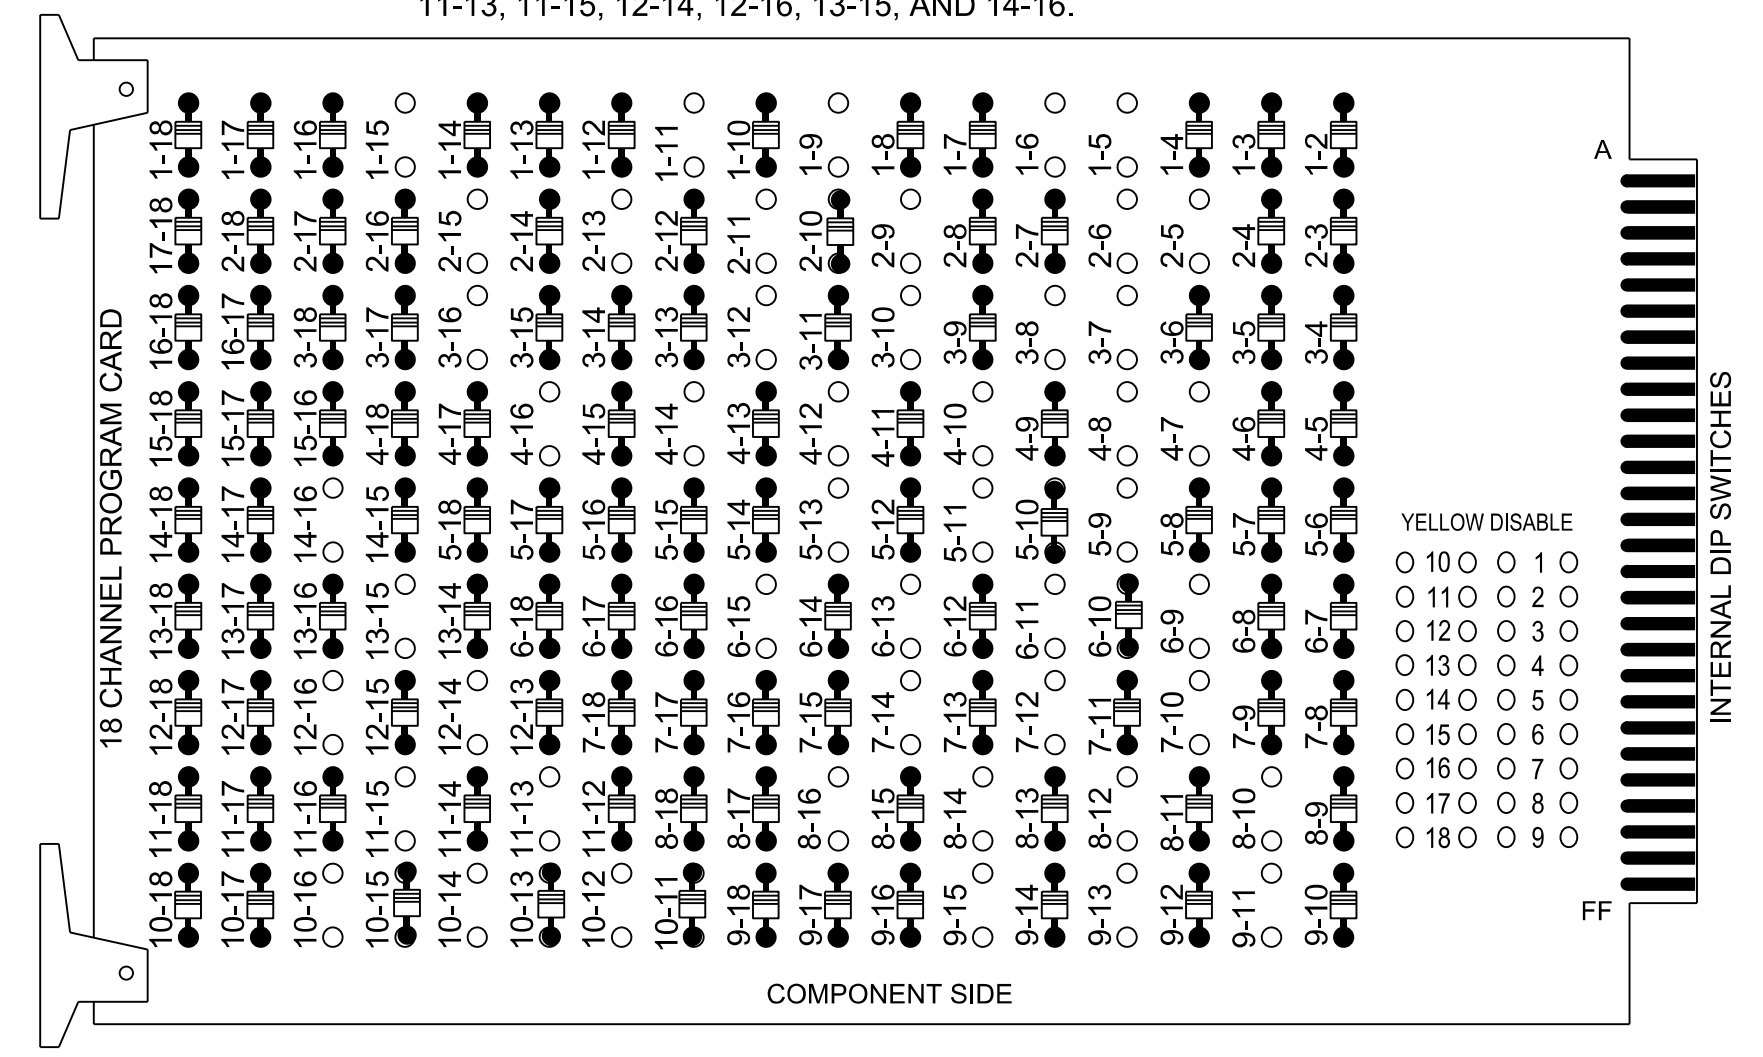 11-13, 11-15, 12-14, 12-16, 13-15, AND 14-16.
1-18 1-17 1-16 1-15 1-14 1-13 1-12 1-11 1-10 1-9 1-8 1-7 1-6 1-5 1-4 1-3 1-2
A
17-18 2-18 2-17 2-16 2-15 2-14 2-13 2-12 2-11 2-10 2-9 2-8 2-7 2-6 2-5 2-4 2-3
16-18 16-17 3-18 3-17 3-16 3-15 3-14 3-13 3-12 3-11 3-10 3-9 3-8 3-7 3-6 3-5 3-4
15-18 15-17 15-16 4-18 4-17 4-16 4-15 4-14 4-13 4-12 4-11 4-10 4-9 4-8 4-7 4-6 4-5
14-18 14-17 14-16 14-15 5-18 5-17 5-16 5-15 5-14 5-13 5-12 5-11 5-10 5-9 5-8 5-7 5-6
13-18 13-17 13-16 13-15 13-14 6-18 6-17 6-16 6-15 6-14 6-13 6-12 6-11 6-10 6-9 6-8 6-7
12-18 12-17 12-16 12-15 12-14 12-13 7-18 7-17 7-16 7-15 7-14 7-13 7-12 7-11 7-10 7-9 7-8
11-18 11-17 11-16 11-15 11-14 11-13 11-12 8-18 8-17 8-16 8-15 8-14 8-13 8-12 8-11 8-10 8-9
10-18 10-17 10-16 10-15 10-14 10-13 10-12 10-11 9-18 9-17 9-16 9-15 9-14 9-13 9-12 9-11 9-10
18 CHANNEL PROGRAM CARD
YELLOW DISABLE
10 1
11 2
12 3
13 4
14 5
15 6
16 7
17 8
18 9
INTERNAL DIP SWITCHES
FF
COMPONENT SIDE